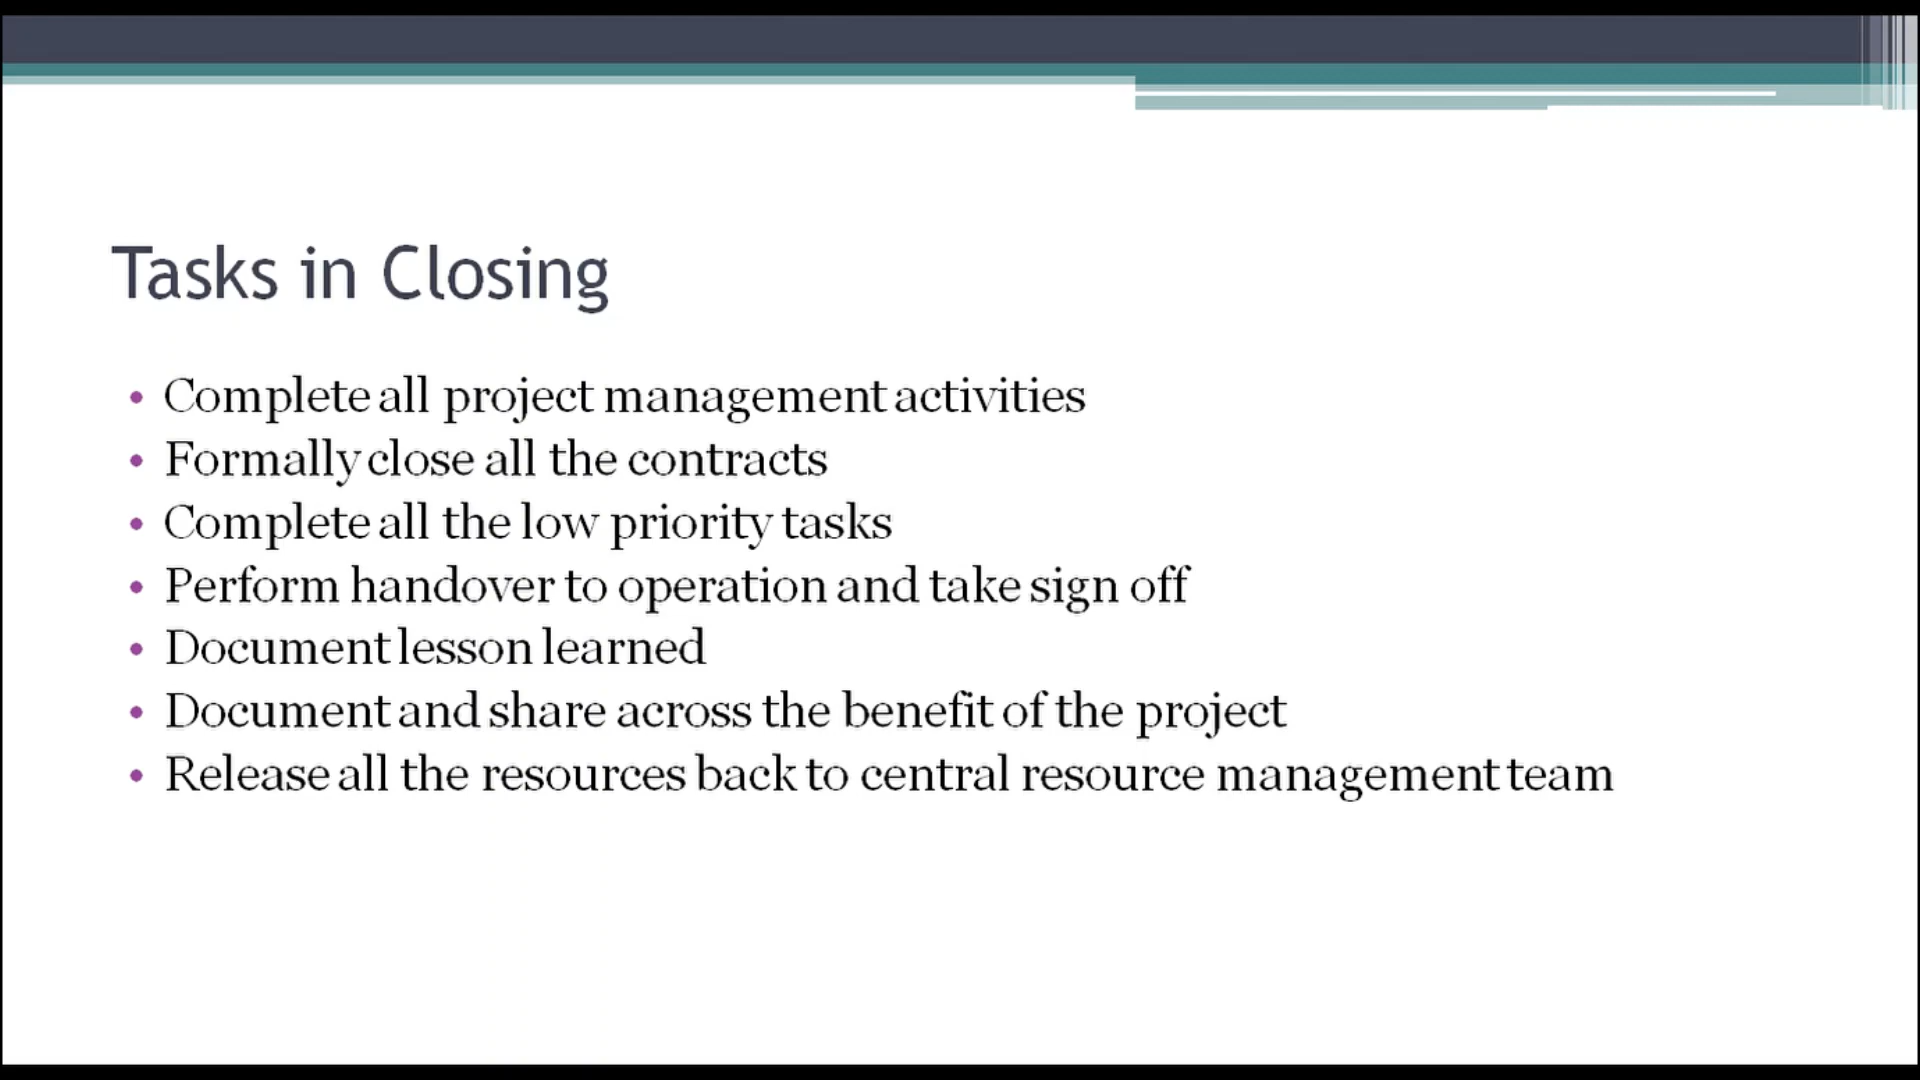 Tasks in Closing
• Complete all project management activities
• Formally close all the contracts
• Complete all the low priority tasks
• Perform handover to operation and take sign off
• Document lesson learned
• Document and share across the benefit of the project
• Release all the resources back to central resource management team